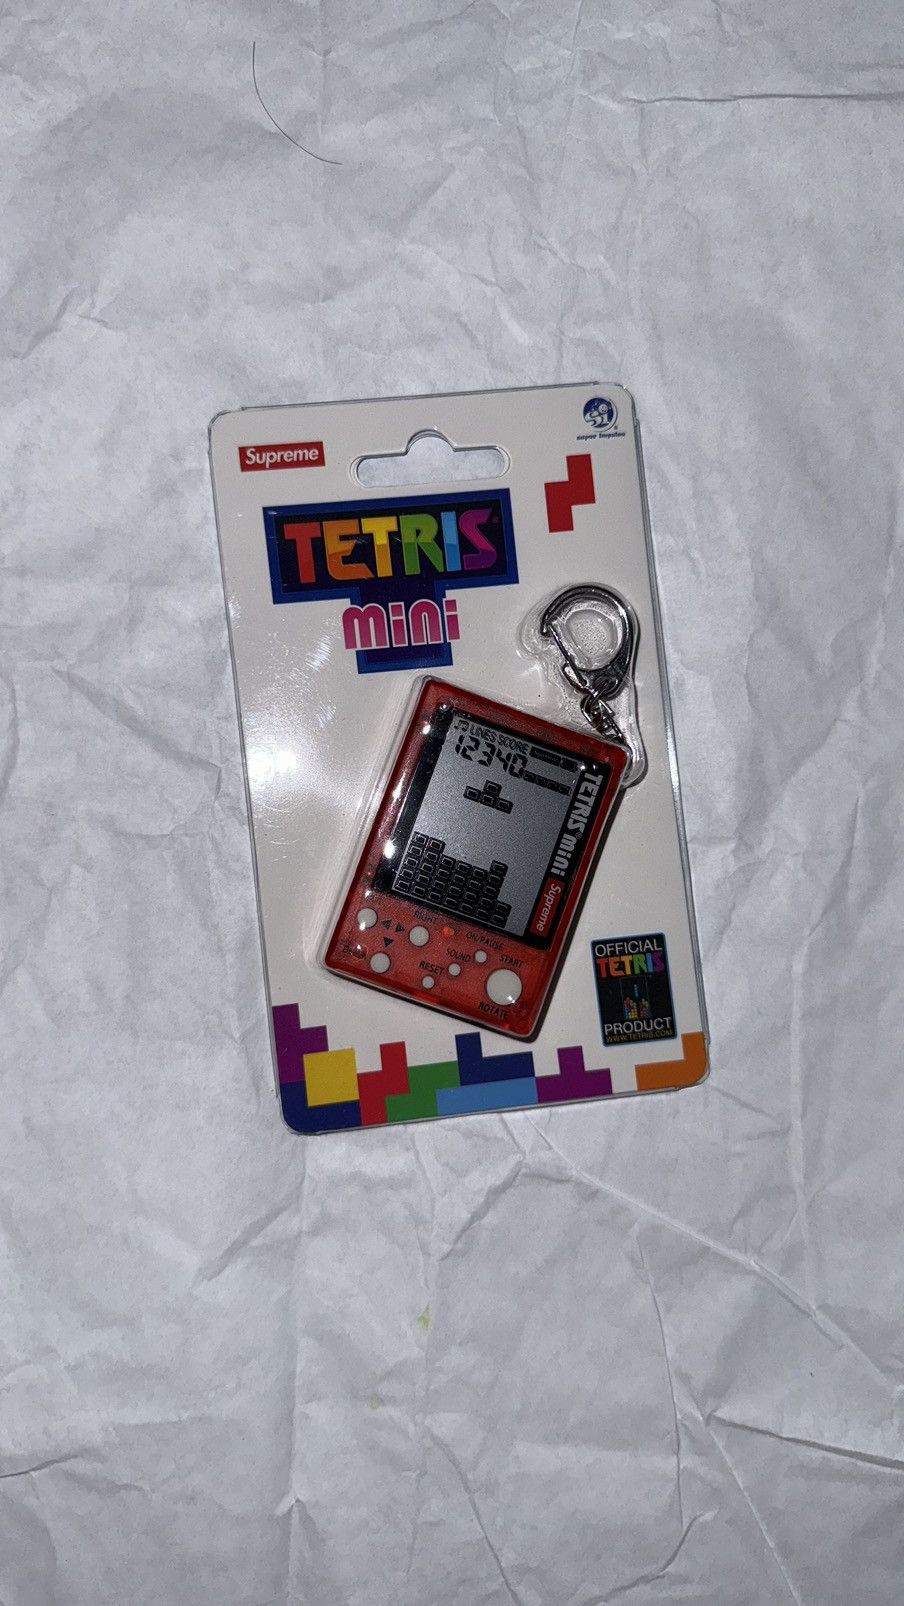 Supreme
super impulse
TETRIS®
mini
LINES SCORE
12340
TETRIS® mini
Supreme
RIGHT
ON/PAUSE
SOUND
START
RESET
ROTATE
OFFICIAL
TETRIS
PRODUCT
WWW.TETRIS.COM